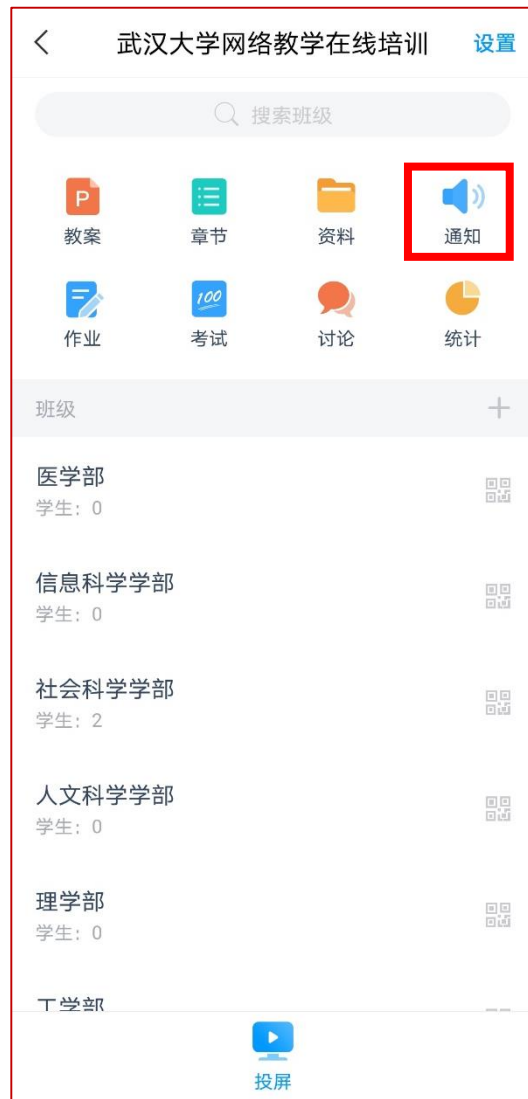 武汉大学网络教学在线培训 设置
搜索班级
P
教案 章节 资料 通知
100
作业 考试 讨论 统计
班级
医学部
学生：0
信息科学学部
学生：0
社会科学学部
学生：2
人文科学学部
学生：0
理学部
学生：0
工学部
投屏